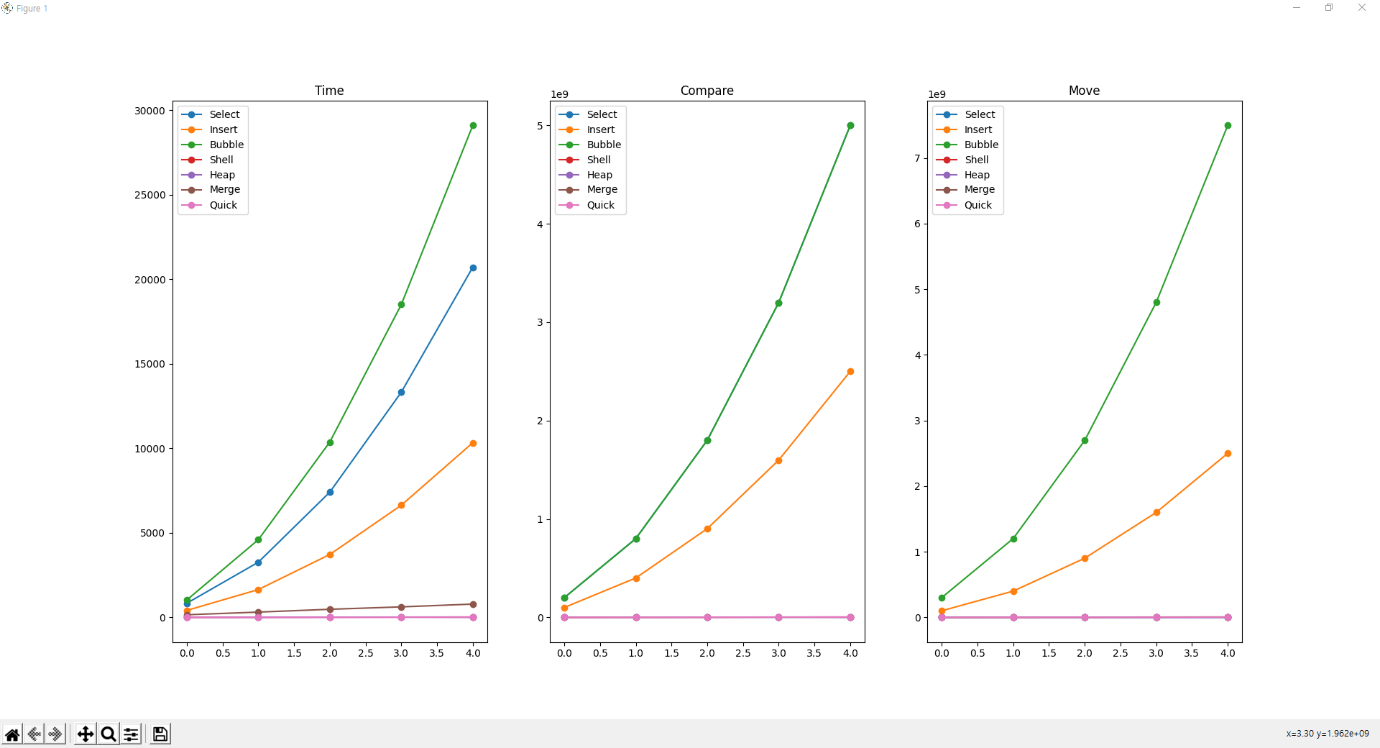 Figure 1
Time
30000
25000
20000
15000
10000
5000
0
Select
Insert
Bubble
Shell
Heap
Merge
Quick
0.0 0.5 1.0 1.5 2.0 2.5 3.0 3.5 4.0
Compare
1e9
5
4
3
2
1
0
Select
Insert
Bubble
Shell
Heap
Merge
Quick
0.0 0.5 1.0 1.5 2.0 2.5 3.0 3.5 4.0
Move
1e9
7
6
5
4
3
2
1
0
Select
Insert
Bubble
Shell
Heap
Merge
Quick
0.0 0.5 1.0 1.5 2.0 2.5 3.0 3.5 4.0
x=3.30 y=1.962e+09